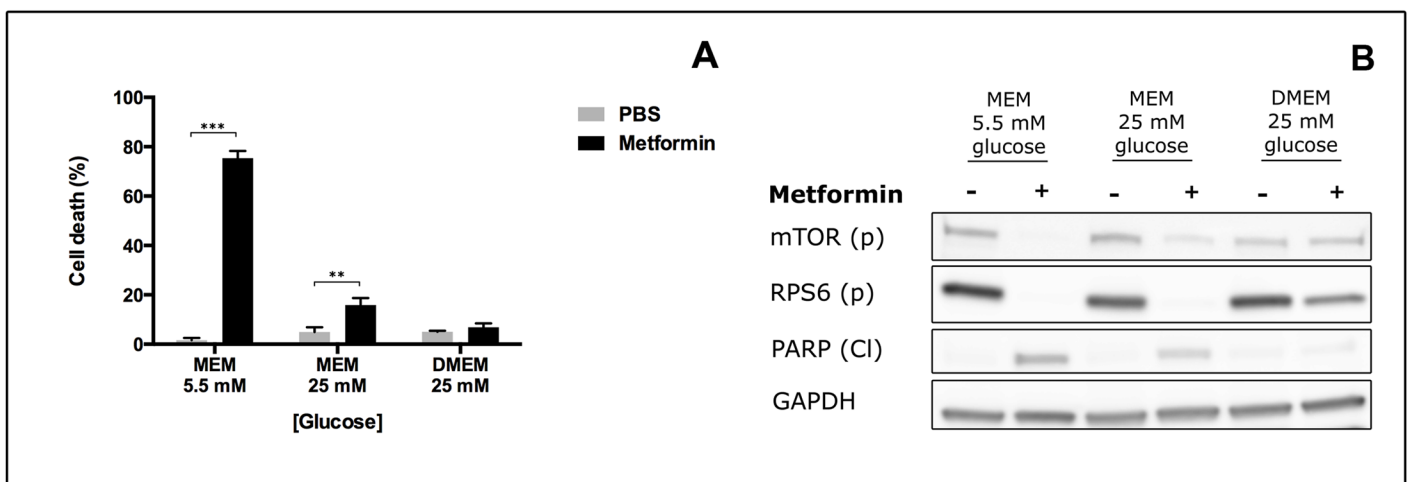 A
100
80
60
40
20
0
Cell death (%)
***
**
PBS
Metformin
MEM
5.5 mM
MEM
25 mM
DMEM
25 mM
[Glucose]
B
MEM
5.5 mM
glucose
MEM
25 mM
glucose
DMEM
25 mM
glucose
Metformin - + - + - +
mTOR (p)
RPS6 (p)
PARP (Cl)
GAPDH